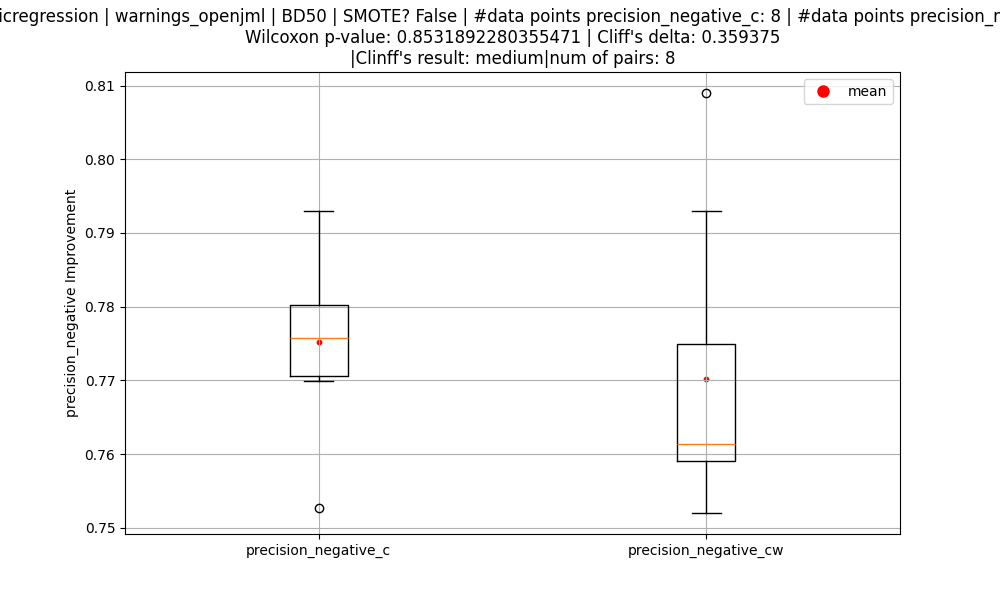 icregression | warnings_openjml | BD50 | SMOTE? False | #data points precision_negative_c: 8 | #data points precision_n
Wilcoxon p-value: 0.8531892280355471 | Cliff's delta: 0.359375
|Clinff's result: medium|num of pairs: 8
mean
0.81
0.80
0.79
0.78
0.77
0.76
0.75
precision_negative Improvement
precision_negative_c
precision_negative_cw